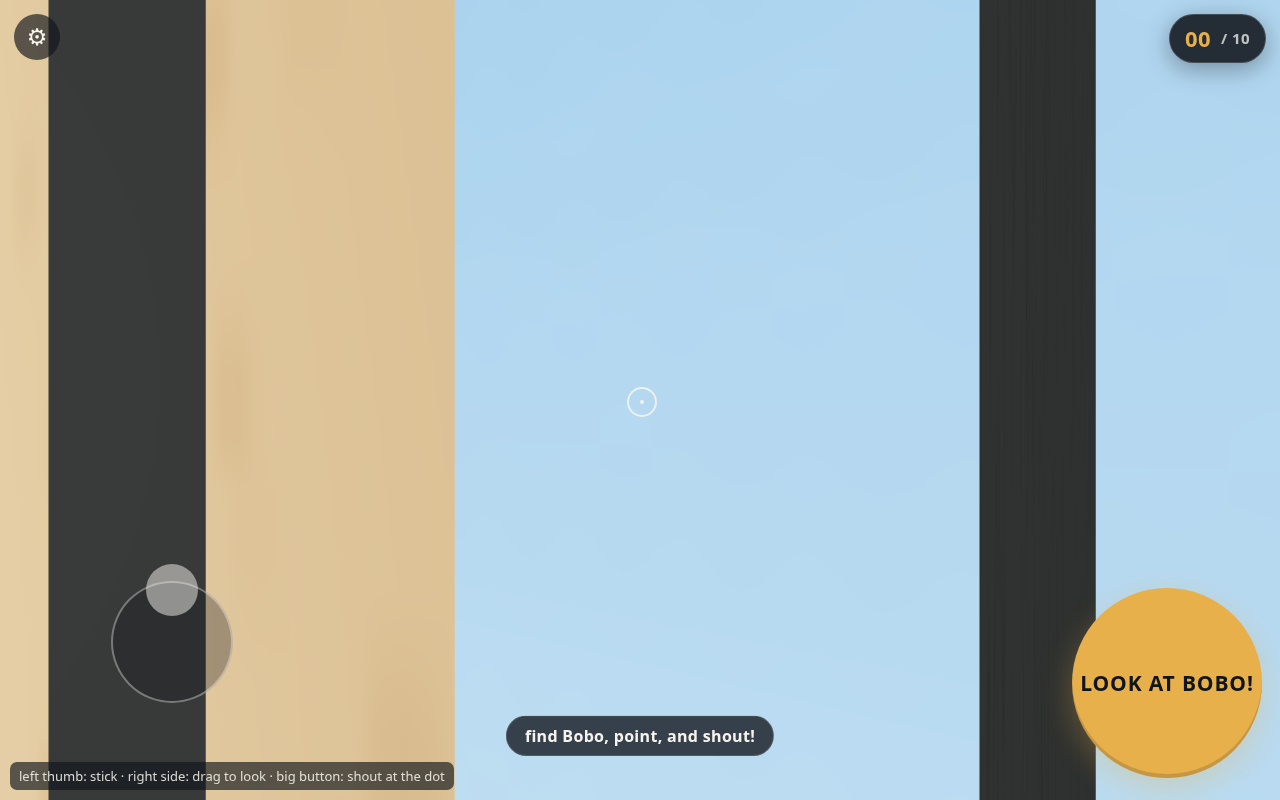 00 / 10
LOOK AT BOBO!
find Bobo, point, and shout!
left thumb: stick · right side: drag to look · big button: shout at the dot